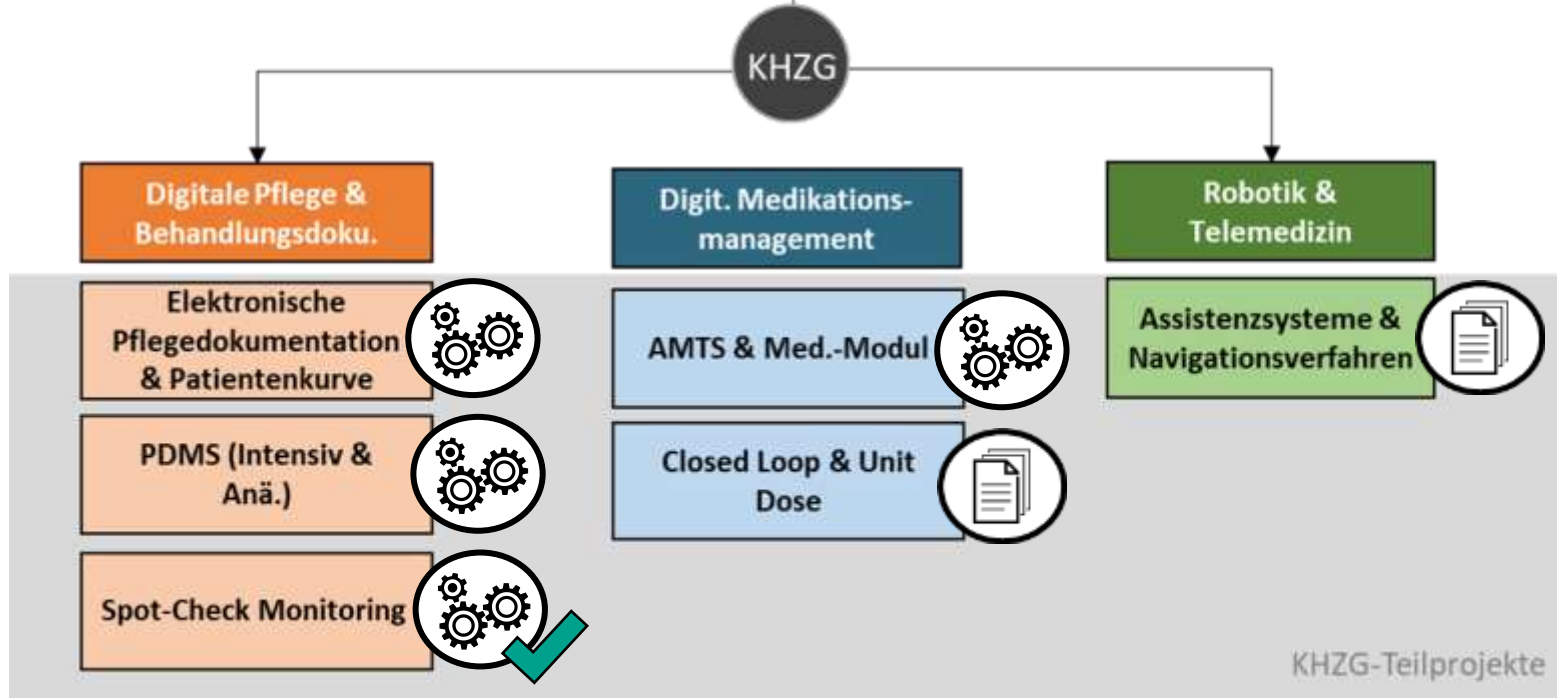 KHZG
Digitale Pflege &
Behandlungsdoku.
Elektronische
Pflegedokumentation
& Patientenkurve
PDMS (Intensiv &
Anä.)
Spot-Check Monitoring
Digit. Medikations-
management
AMTS & Med.-Modul
Closed Loop & Unit
Dose
Robotik &
Telemedizin
Assistenzsysteme &
Navigationsverfahren
KHZG-Teilprojekte